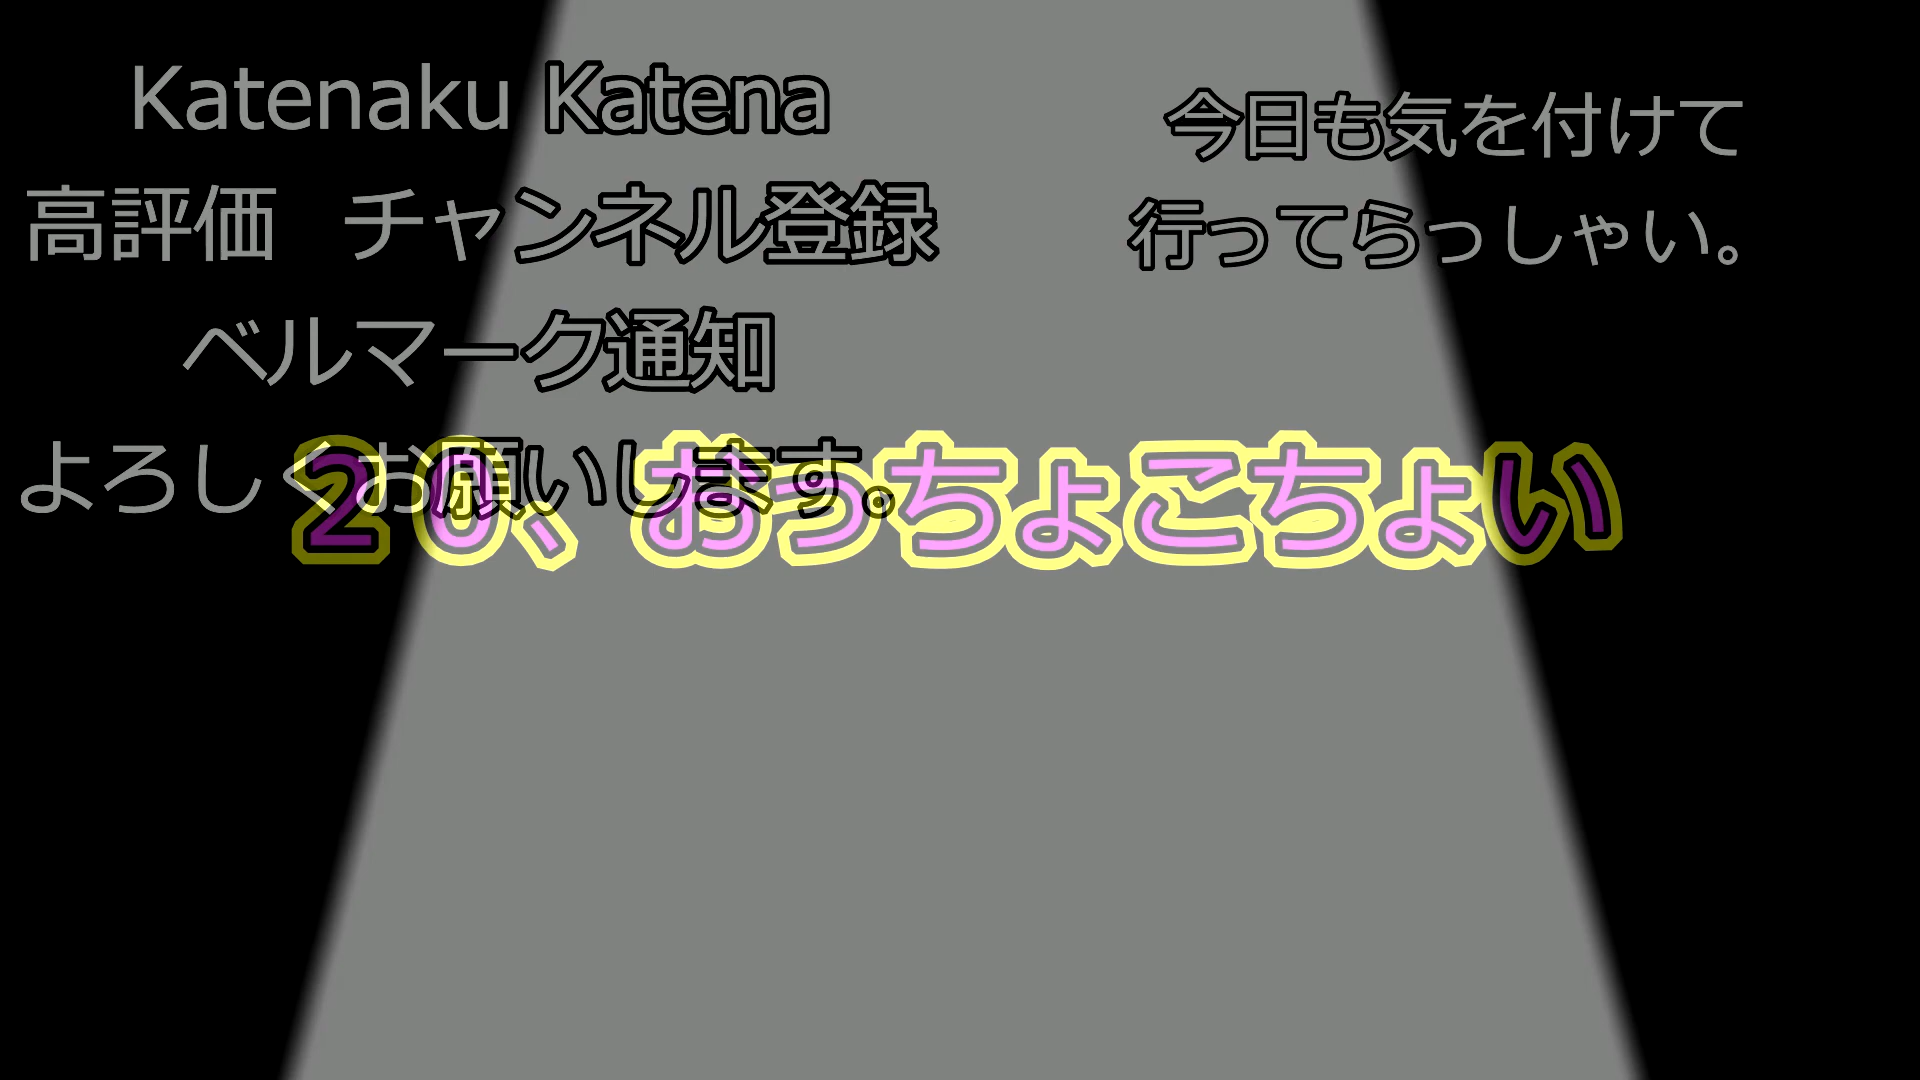 Katenaku Katena
高評価　チャンネル登録
ベルマーク通知
よろしくお願いします。
今日も気を付けて
行ってらっしゃい。
２０、おっちょこちょい